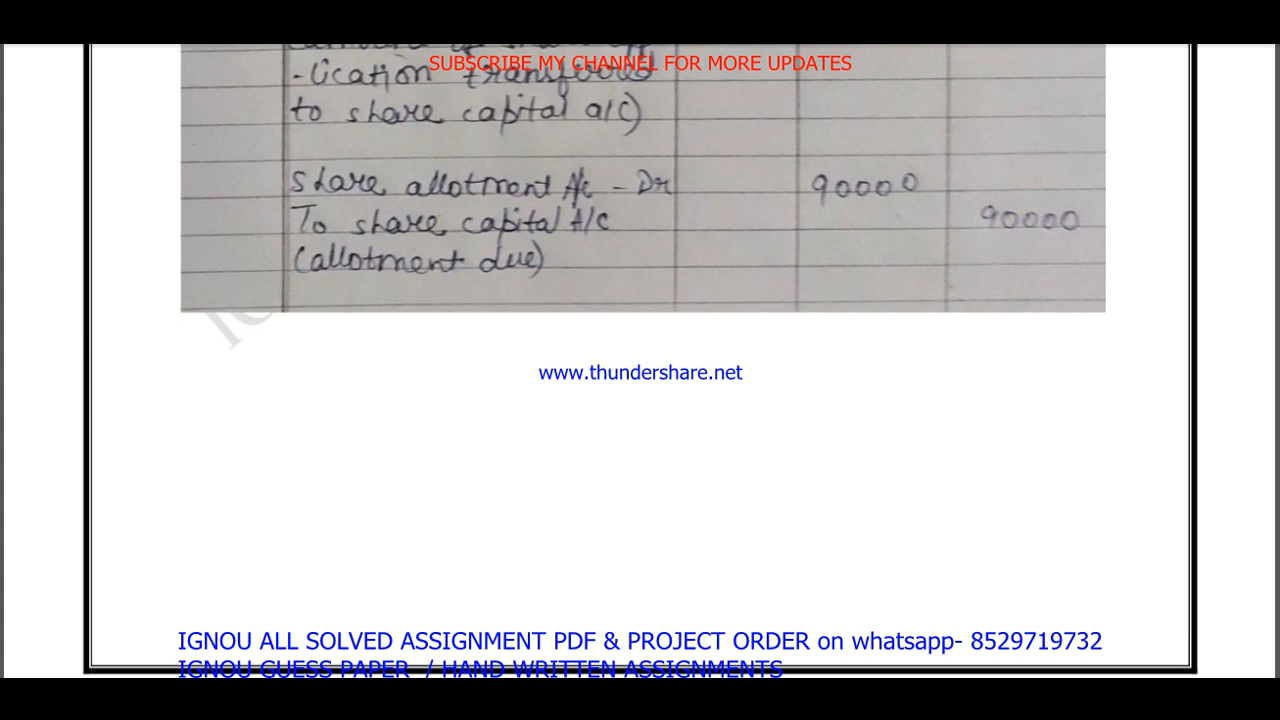 SUBSCRIBE MY CHANNEL FOR MORE UPDATES
-lication transferred
to share capital a/c)
Share allotment A/c - Dr 90000
To share capital A/c 90000
(allotment due)
www.thundershare.net
IGNOU ALL SOLVED ASSIGNMENT PDF & PROJECT ORDER on whatsapp- 8529719732
IGNOU GUESS PAPER / HAND WRITTEN ASSIGNMENTS